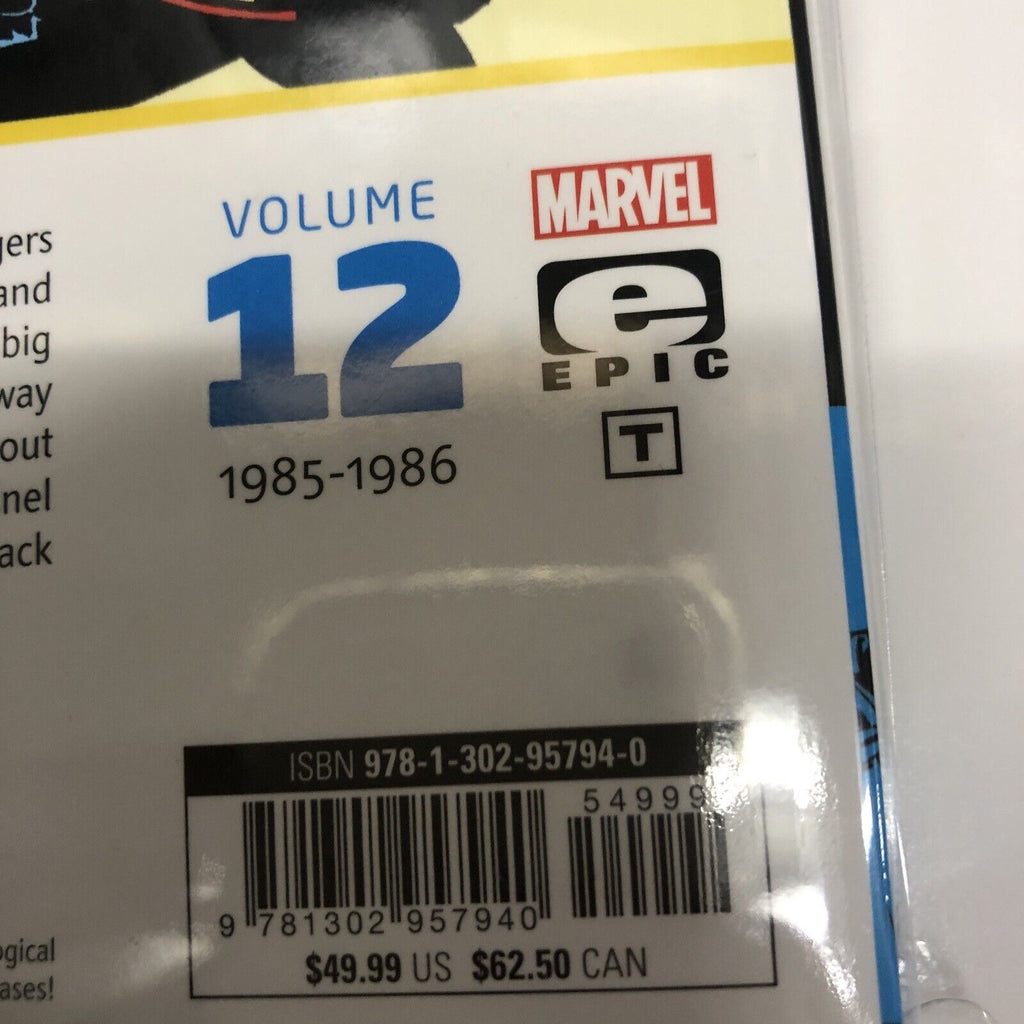 VOLUME
12
1985-1986
MARVEL
e
EPIC
T
gers
and
big
way
out
nel
ack
ISBN 978-1-302-95794-0
54999
9 781302 957940
$49.99 US $62.50 CAN
ogical
ases!